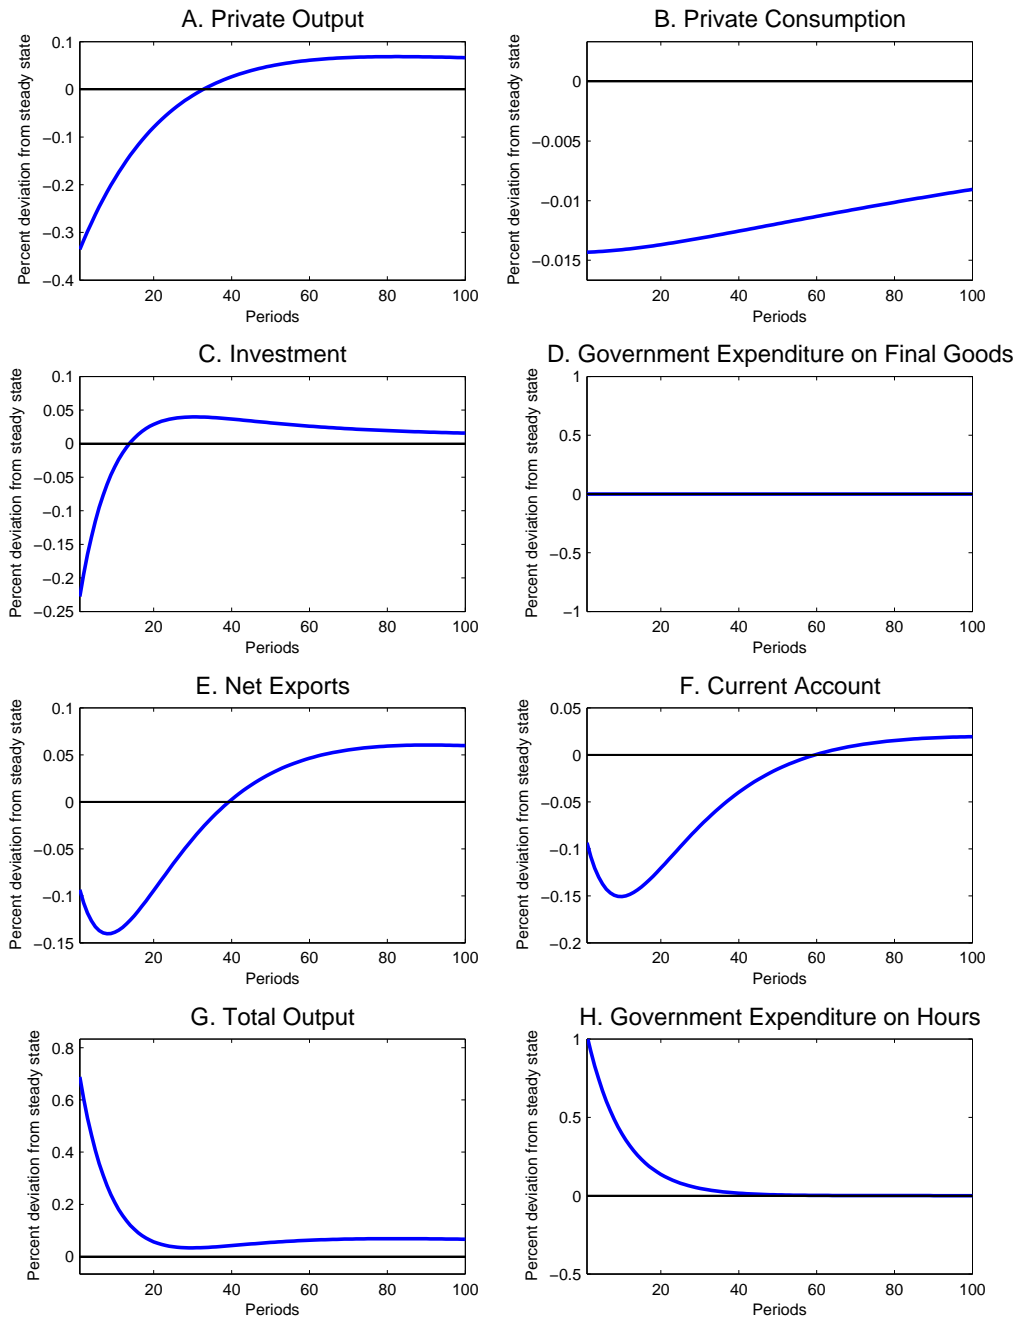 A. Private Output
Percent deviation from steady state
0.1
0
−0.1
−0.2
−0.3
−0.4
20 40 60 80 100
Periods
B. Private Consumption
Percent deviation from steady state
0
−0.005
−0.01
−0.015
20 40 60 80 100
Periods
C. Investment
Percent deviation from steady state
0.1
0.05
0
−0.05
−0.1
−0.15
−0.2
−0.25
20 40 60 80 100
Periods
D. Government Expenditure on Final Goods
Percent deviation from steady state
1
0.5
0
−0.5
−1
20 40 60 80 100
Periods
E. Net Exports
Percent deviation from steady state
0.1
0.05
0
−0.05
−0.1
−0.15
20 40 60 80 100
Periods
F. Current Account
Percent deviation from steady state
0.05
0
−0.05
−0.1
−0.15
−0.2
20 40 60 80 100
Periods
G. Total Output
Percent deviation from steady state
0.8
0.6
0.4
0.2
0
20 40 60 80 100
Periods
H. Government Expenditure on Hours
Percent deviation from steady state
1
0.5
0
−0.5
20 40 60 80 100
Periods